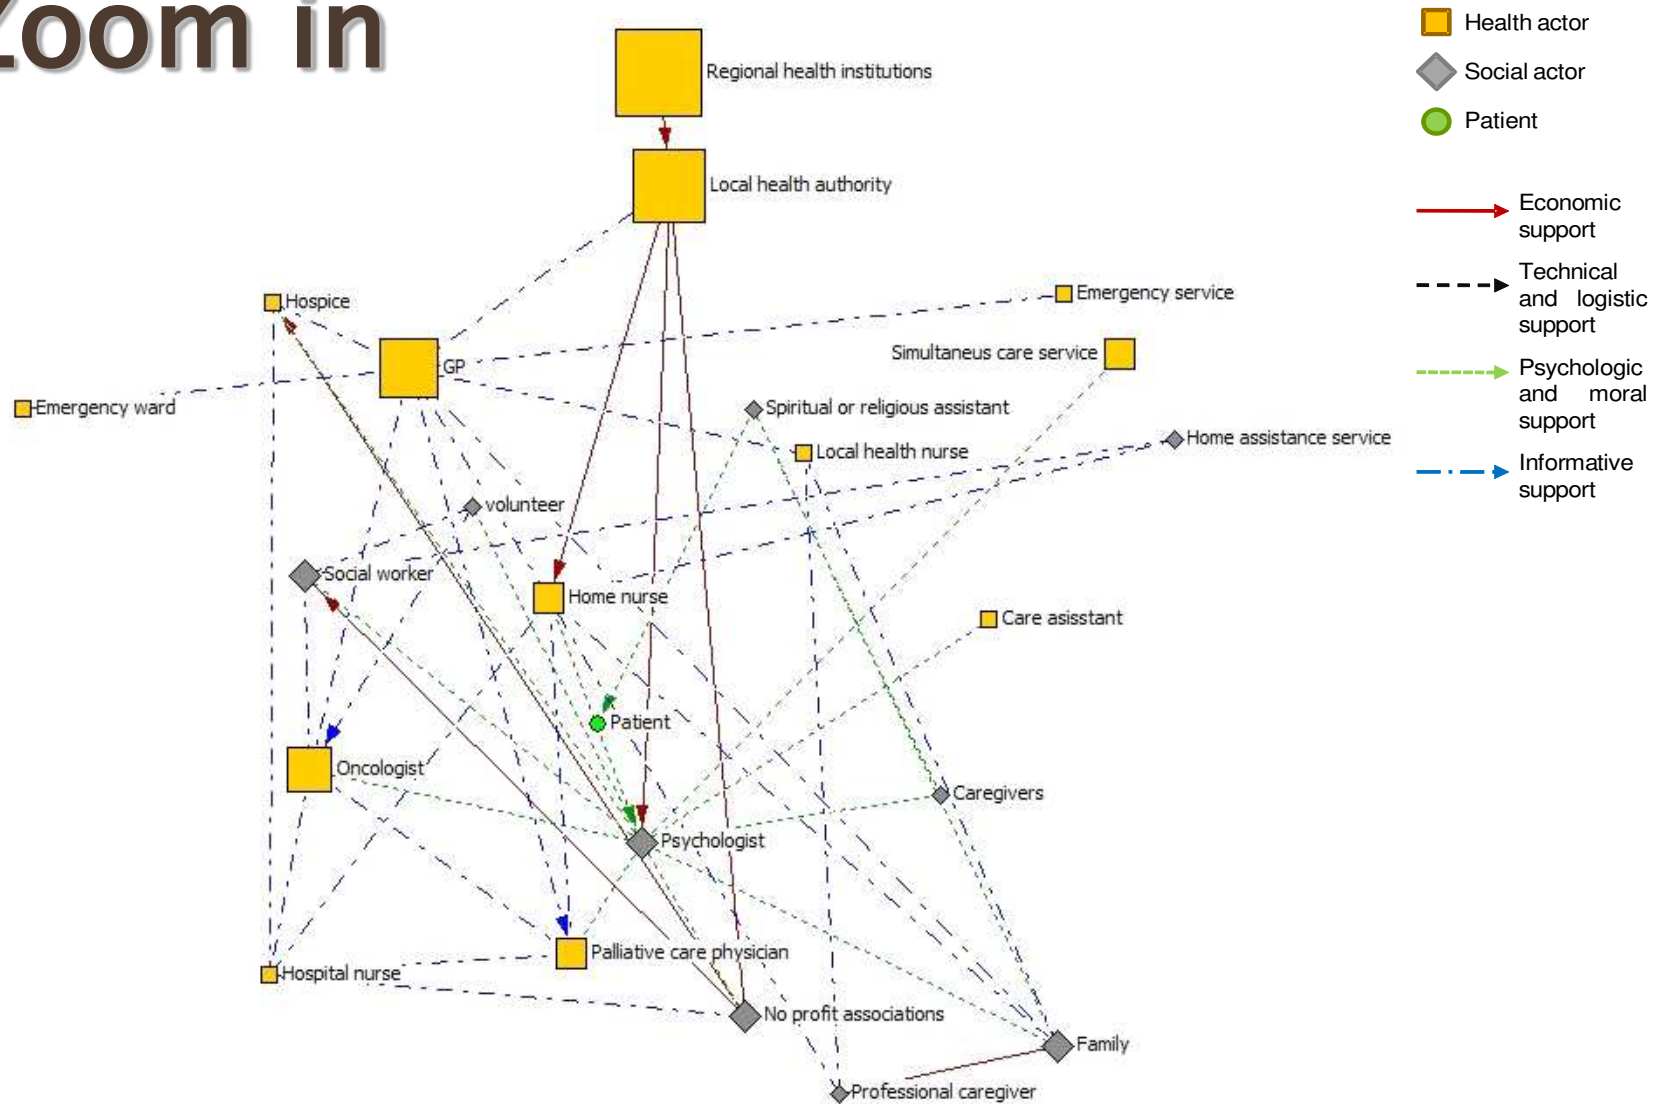 Zoom in
Regional health institutions
Local health authority
Hospice
Emergency service
Simultaneus care service
GP
Emergency ward
Spiritual or religious assistant
Home assistance service
Local health nurse
volunteer
Social worker
Home nurse
Care asisstant
Patient
Oncologist
Caregivers
Psychologist
Palliative care physician
Hospital nurse
No profit associations
Family
Professional caregiver
Health actor
Social actor
Patient
Economic
support
Technical
and logistic
support
Psychologic
and moral
support
Informative
support